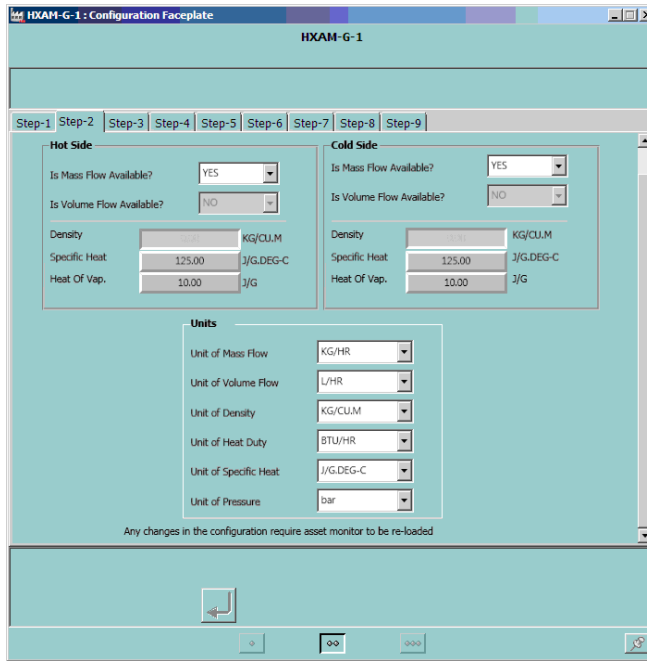 HXAM-G-1 : Configuration Faceplate
HXAM-G-1
Step-1 Step-2 Step-3 Step-4 Step-5 Step-6 Step-7 Step-8 Step-9
Hot Side
Is Mass Flow Available? YES
Is Volume Flow Available? NO
Density KG/CU.M
Specific Heat 125.00 J/G.DEG-C
Heat Of Vap. 10.00 J/G
Cold Side
Is Mass Flow Available? YES
Is Volume Flow Available? NO
Density KG/CU.M
Specific Heat 125.00 J/G.DEG-C
Heat Of Vap. 10.00 J/G
Units
Unit of Mass Flow KG/HR
Unit of Volume Flow L/HR
Unit of Density KG/CU.M
Unit of Heat Duty BTU/HR
Unit of Specific Heat J/G.DEG-C
Unit of Pressure bar
Any changes in the configuration require asset monitor to be re-loaded